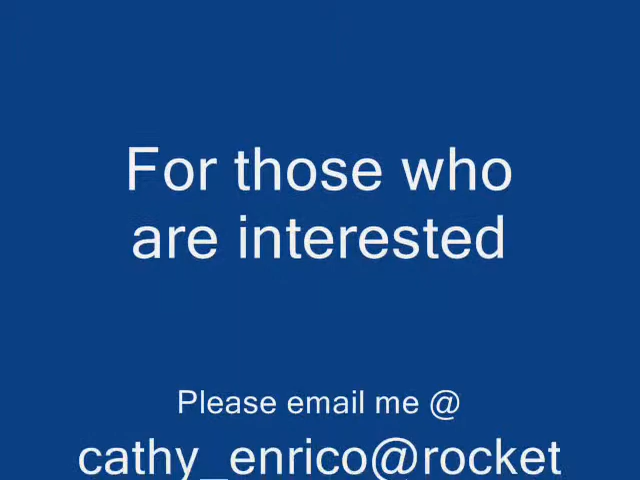 For those who
are interested
Please email me @
cathy_enrico@rocket